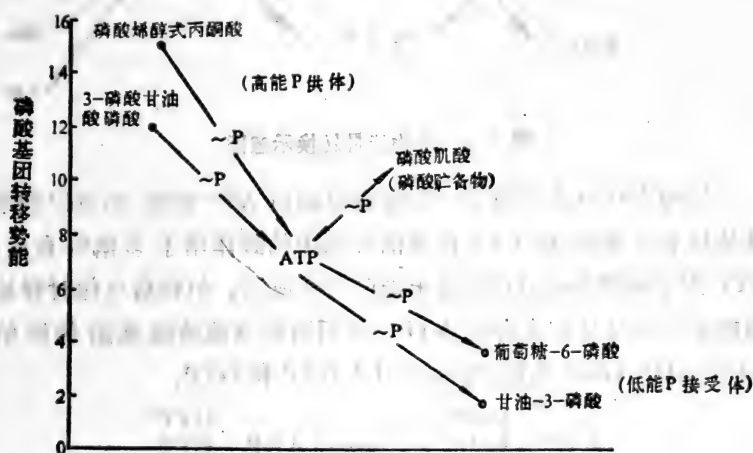 16
磷酸烯醇式丙酮酸
14
(高能P供体)
3-磷酸甘油
酸磷酸
12
~P
磷酸基团转移势能
10
~P
磷酸肌酸
(磷酸贮备物)
~P
8
ATP
6
~P
~P
4
葡萄糖-6-磷酸
(低能P接受体)
2
甘油-3-磷酸
0